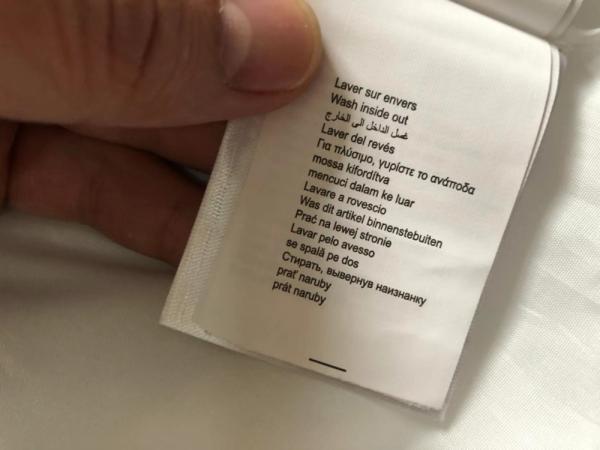 Laver sur envers
Wash inside out
غسل الداخل الى الخارج
Laver del revés
Για πλύσιμο, γυρίστε το ανάποδα
mossa kifordítva
mencuci dalam ke luar
Lavare a rovescio
Was dit artikel binnenstebuiten
Prać na lewej stronie
Lavar pelo avesso
se spală pe dos
Стирать, вывернув наизнанку
prať naruby
prát naruby